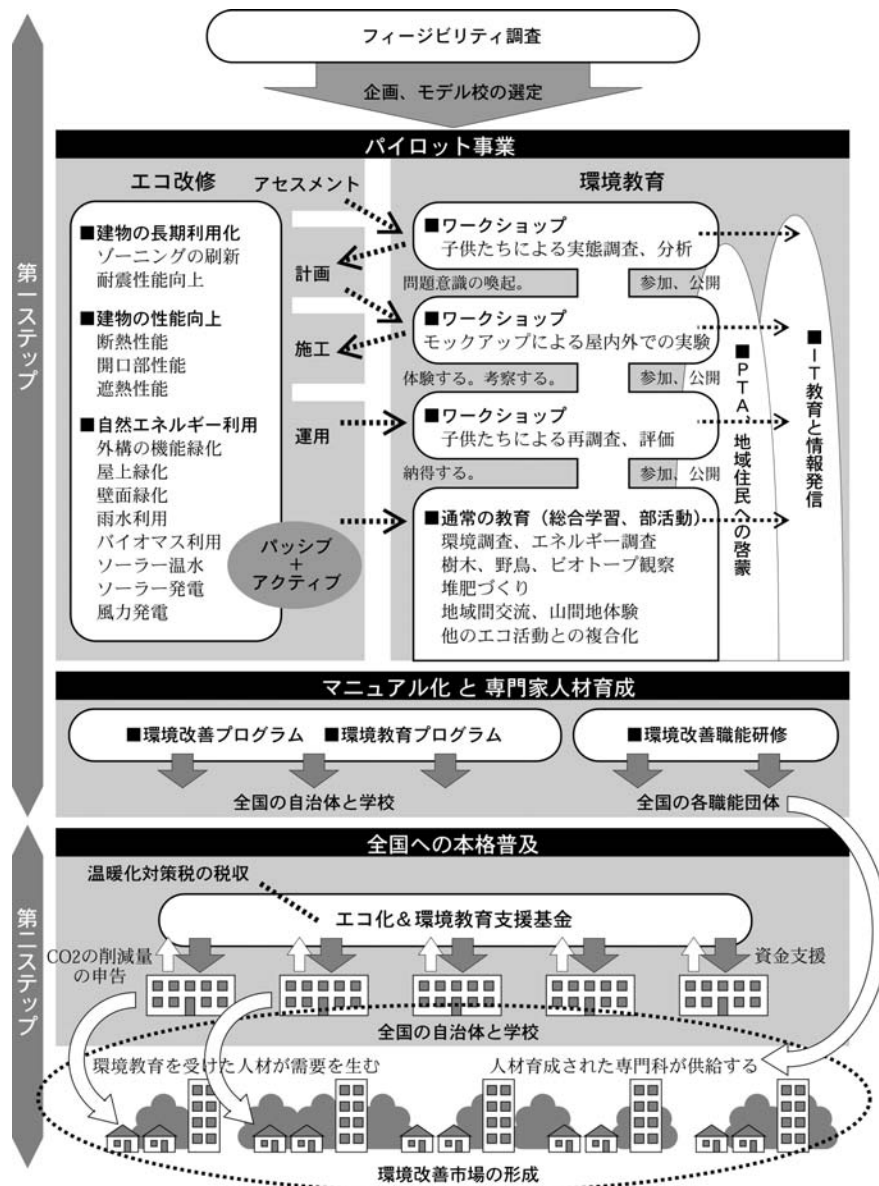 フィージビリティ調査
企画、モデル校の選定
第一ステップ
パイロット事業
エコ改修
■建物の長期利用化
ゾーニングの刷新
耐震性能向上
■建物の性能向上
断熱性能
開口部性能
遮熱性能
■自然エネルギー利用
外構の機能緑化
屋上緑化
壁面緑化
雨水利用
バイオマス利用
ソーラー温水
ソーラー発電
風力発電
パッシブ
+
アクティブ
アセスメント
計画
施工
運用
環境教育
■ワークショップ
子供たちによる実態調査、分析
問題意識の喚起。
参加、公開
■ワークショップ
モックアップによる屋内外での実験
体験する。考察する。
参加、公開
■ワークショップ
子供たちによる再調査、評価
納得する。
参加、公開
■通常の教育（総合学習、部活動）
環境調査、エネルギー調査
樹木、野鳥、ビオトープ観察
堆肥づくり
地域間交流、山間地体験
他のエコ活動との複合化
■PTA、地域住民への啓蒙
■IT教育と情報発信
マニュアル化 と 専門家人材育成
■環境改善プログラム ■環境教育プログラム
■環境改善職能研修
全国の自治体と学校
全国の各職能団体
第二ステップ
全国への本格普及
温暖化対策税の税収
エコ化＆環境教育支援基金
CO2の削減量
の申告
資金支援
全国の自治体と学校
環境教育を受けた人材が需要を生む
人材育成された専門科が供給する
環境改善市場の形成